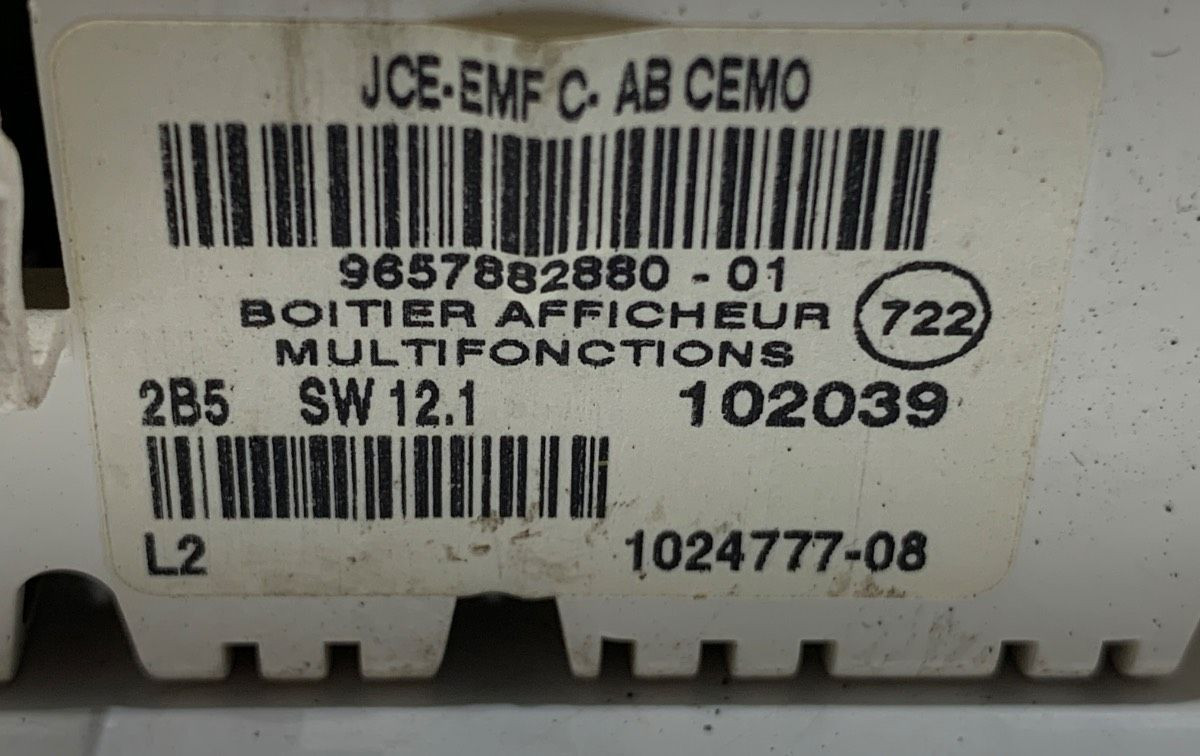 JCE-EMF C- AB CEMO
9657882880 - 01
BOITIER AFFICHEUR
MULTIFONCTIONS
722
2B5 SW 12.1 102039
L2 1024777-08